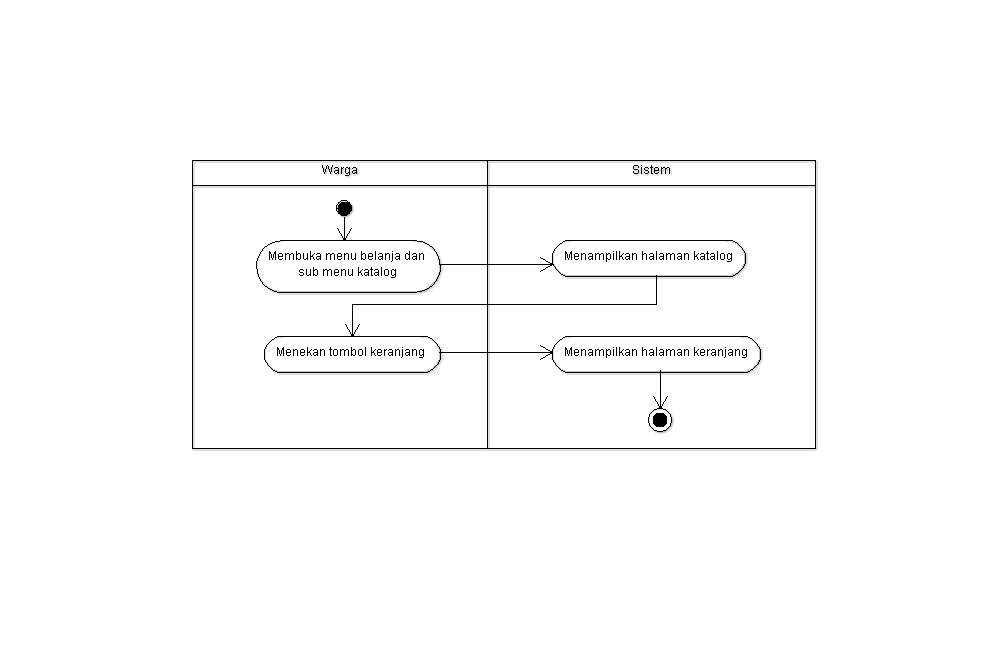 Warga
Sistem
Membuka menu belanja dan
sub menu katalog
Menampilkan halaman katalog
Menekan tombol keranjang
Menampilkan halaman keranjang